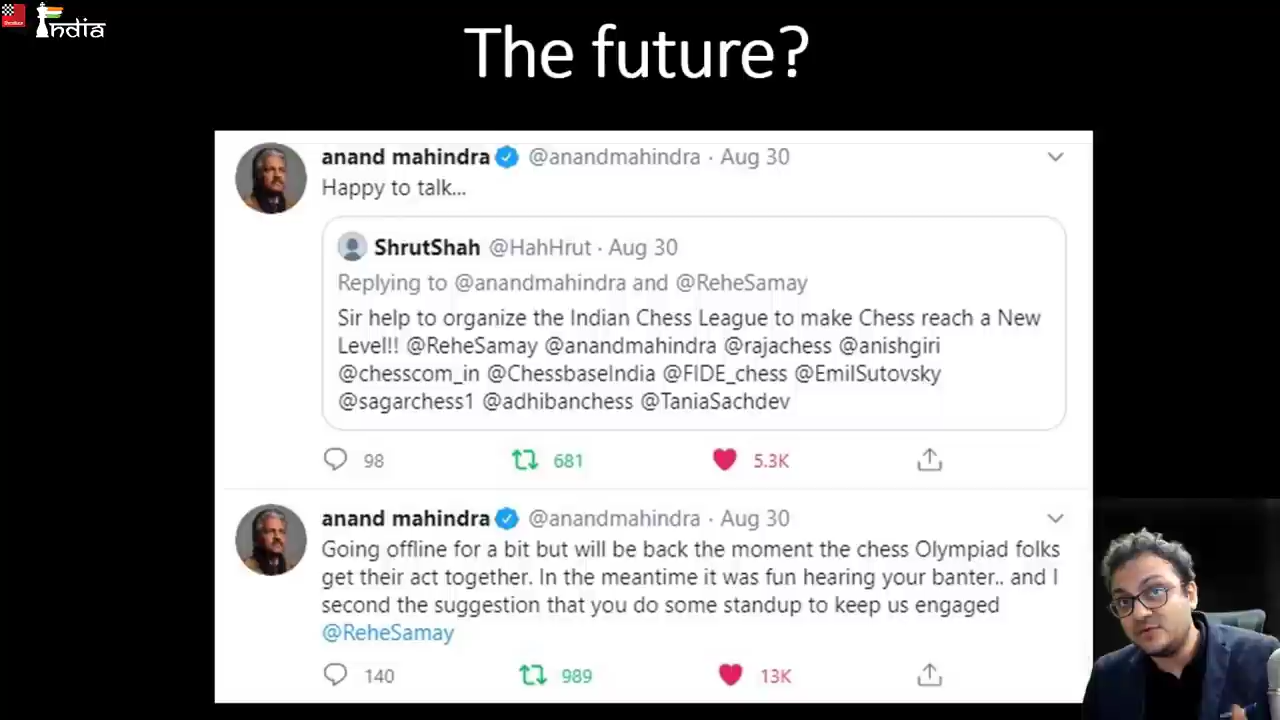 India
The future?
anand mahindra @anandmahindra · Aug 30
Happy to talk...
ShrutShah @HahHrut · Aug 30
Replying to @anandmahindra and @ReheSamay
Sir help to organize the Indian Chess League to make Chess reach a New
Level!! @ReheSamay @anandmahindra @rajachess @anishgiri
@chesscom_in @ChessbaseIndia @FIDE_chess @EmilSutovsky
@sagarchess1 @adhibanchess @TaniaSachdev
98 681 5.3K
anand mahindra @anandmahindra · Aug 30
Going offline for a bit but will be back the moment the chess Olympiad folks
get their act together. In the meantime it was fun hearing your banter.. and I
second the suggestion that you do some standup to keep us engaged
@ReheSamay
140 989 13K